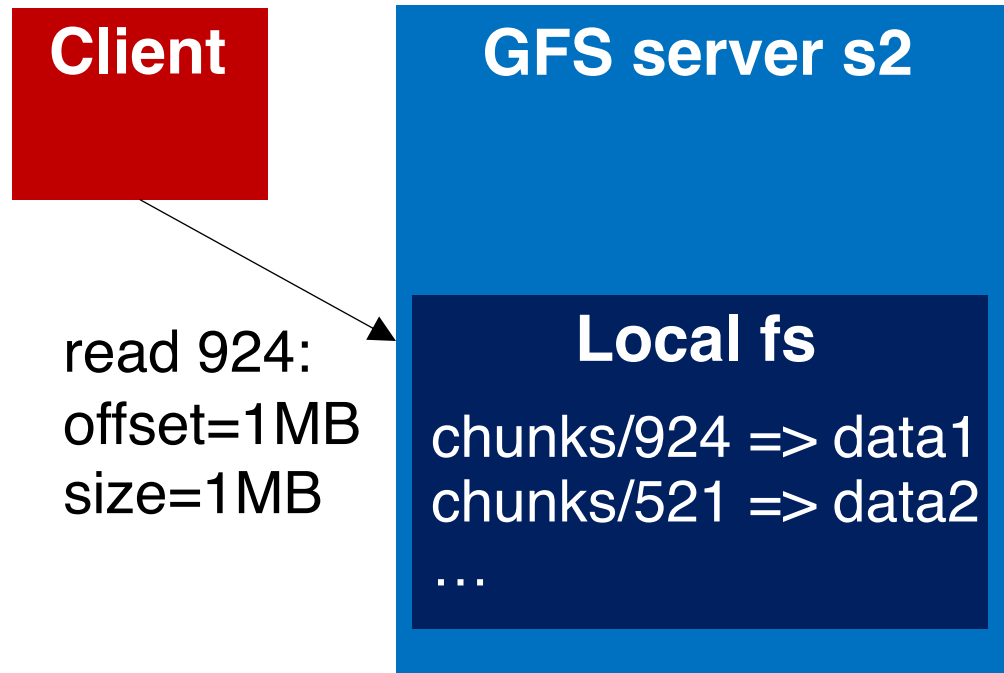 Client
GFS server s2
read 924:
offset=1MB
size=1MB
Local fs
chunks/924 => data1
chunks/521 => data2
…